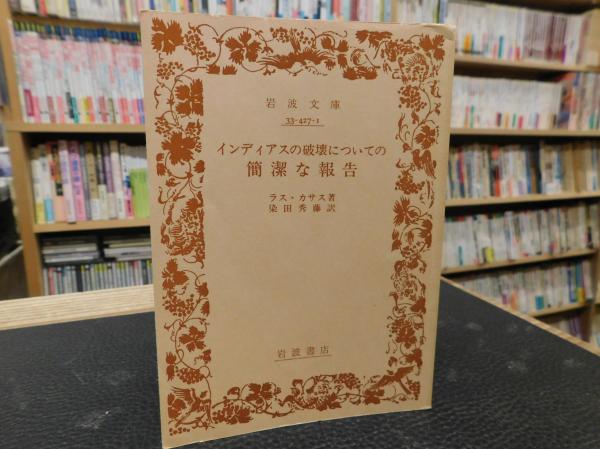 岩波文庫
33-427-1
インディアスの破壊についての
簡潔な報告
ラス・カサス著
染田秀藤訳
岩波書店